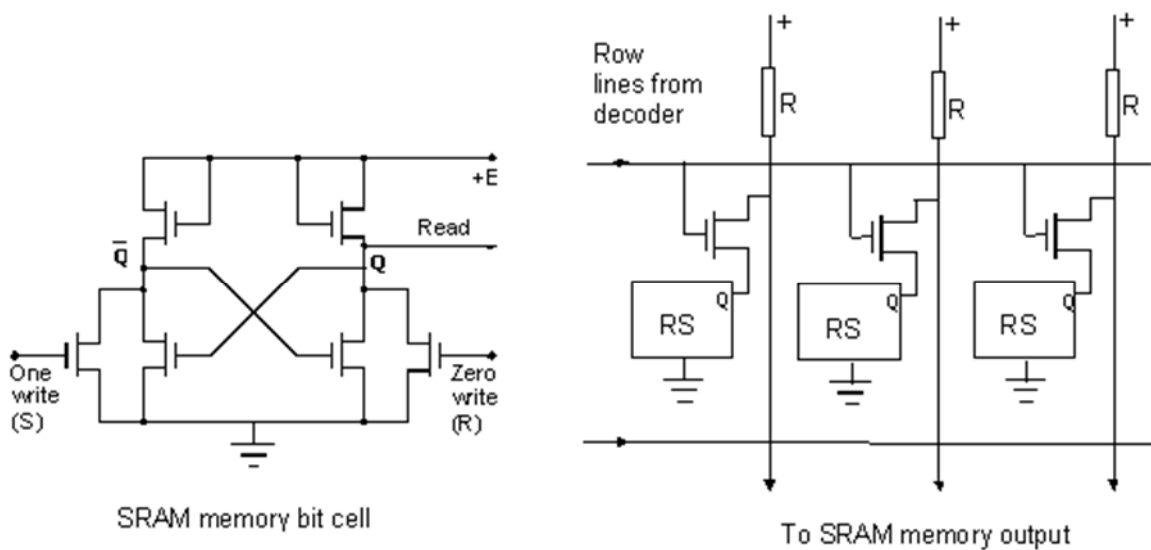 +E
Read
Q̅
Q
One
write
(S)
Zero
write
(R)
SRAM memory bit cell
Row
lines from
decoder
+
+
+
R
R
R
Q
RS
Q
RS
Q
RS
To SRAM memory output